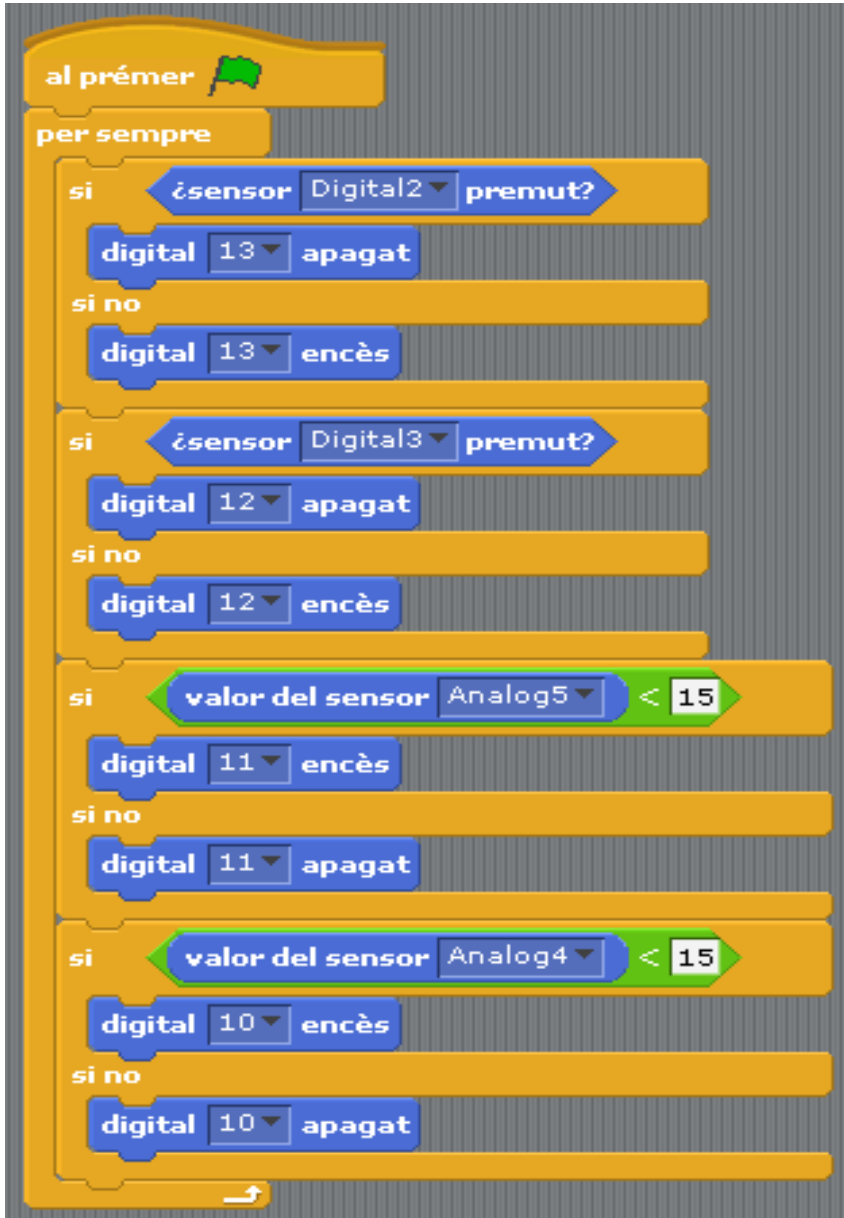 al prémer
per sempre
si ¿sensor Digital2 premut?
digital 13 apagat
si no
digital 13 encès
si ¿sensor Digital3 premut?
digital 12 apagat
si no
digital 12 encès
si valor del sensor Analog5 < 15
digital 11 encès
si no
digital 11 apagat
si valor del sensor Analog4 < 15
digital 10 encès
si no
digital 10 apagat